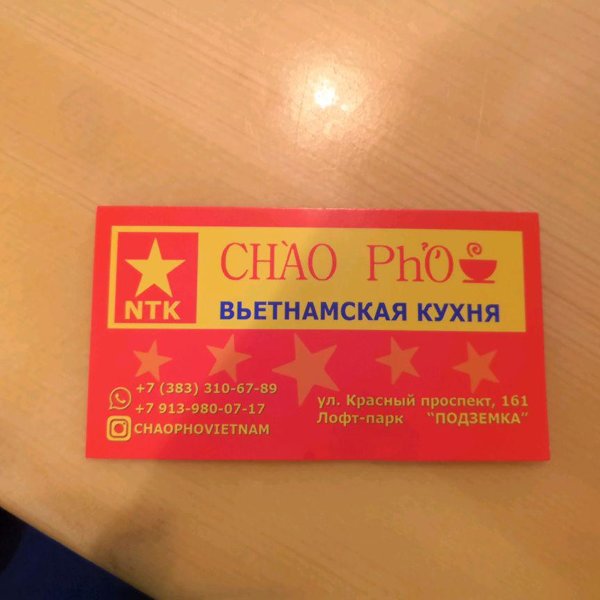 NTK
CHÀO PHỞ
ВЬЕТНАМСКАЯ КУХНЯ
+7 (383) 310-67-89
+7 913-980-07-17
CHAOPHOVIETNAM
ул. Красный проспект, 161
Лофт-парк "ПОДЗЕМКА"